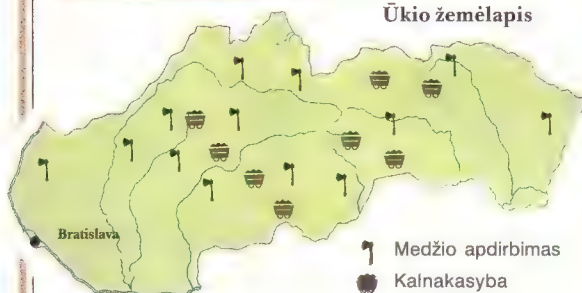 Ūkio žemėlapis
Bratislava
Medžio apdirbimas
Kalnakasyba